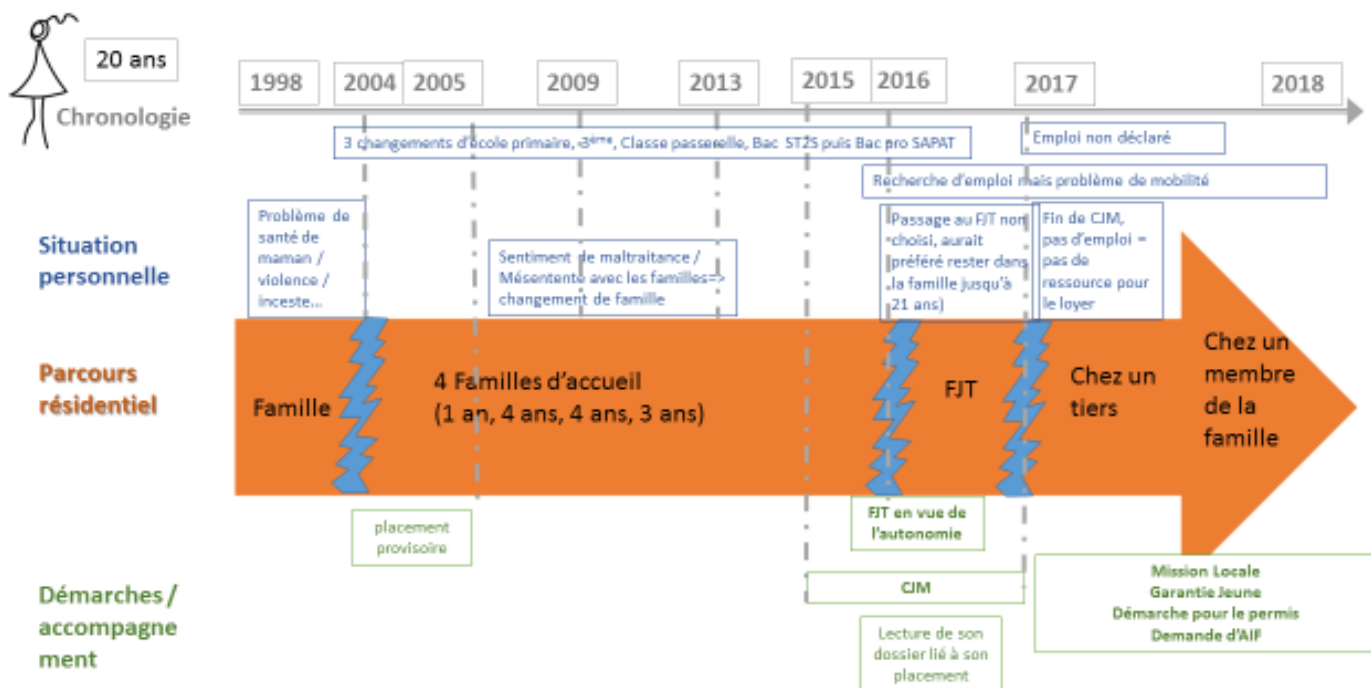 20 ans
1998 2004 2005 2009 2013 2015 2016 2017 2018
Chronologie
3 changements d'école primaire, 3ème, Classe passerelle, Bac ST2S puis Bac pro SAPAT
Emploi non déclaré
Recherche d'emploi mais problème de mobilité
Situation
personnelle
Problème de
santé de
maman /
violence /
inceste...
Sentiment de maltraitance /
Mésentente avec les familles=>
changement de famille
Passage au FJT non
choisi, aurait
préféré rester dans
la famille jusqu'à
21 ans)
Fin de CJM,
pas d'emploi =
pas de
ressource pour
le loyer
Parcours
résidentiel
Famille
4 Familles d'accueil
(1 an, 4 ans, 4 ans, 3 ans)
FJT
Chez un
tiers
Chez un
membre
de la
famille
Démarches /
accompagne
ment
placement
provisoire
FJT en vue de
l'autonomie
CJM
Lecture de son
dossier lié à son
placement
Mission Locale
Garantie Jeune
Démarche pour le permis
Demande d'AIF